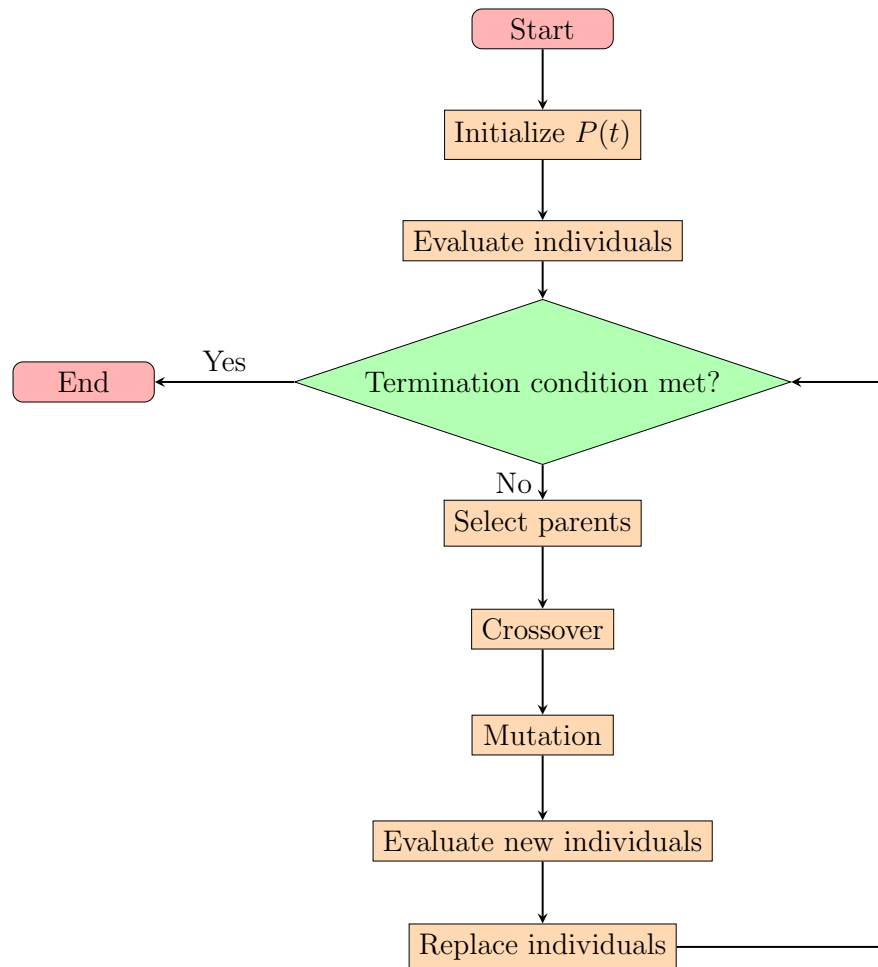 Start
Initialize P(t)
Evaluate individuals
Yes
End
Termination condition met?
No
Select parents
Crossover
Mutation
Evaluate new individuals
Replace individuals